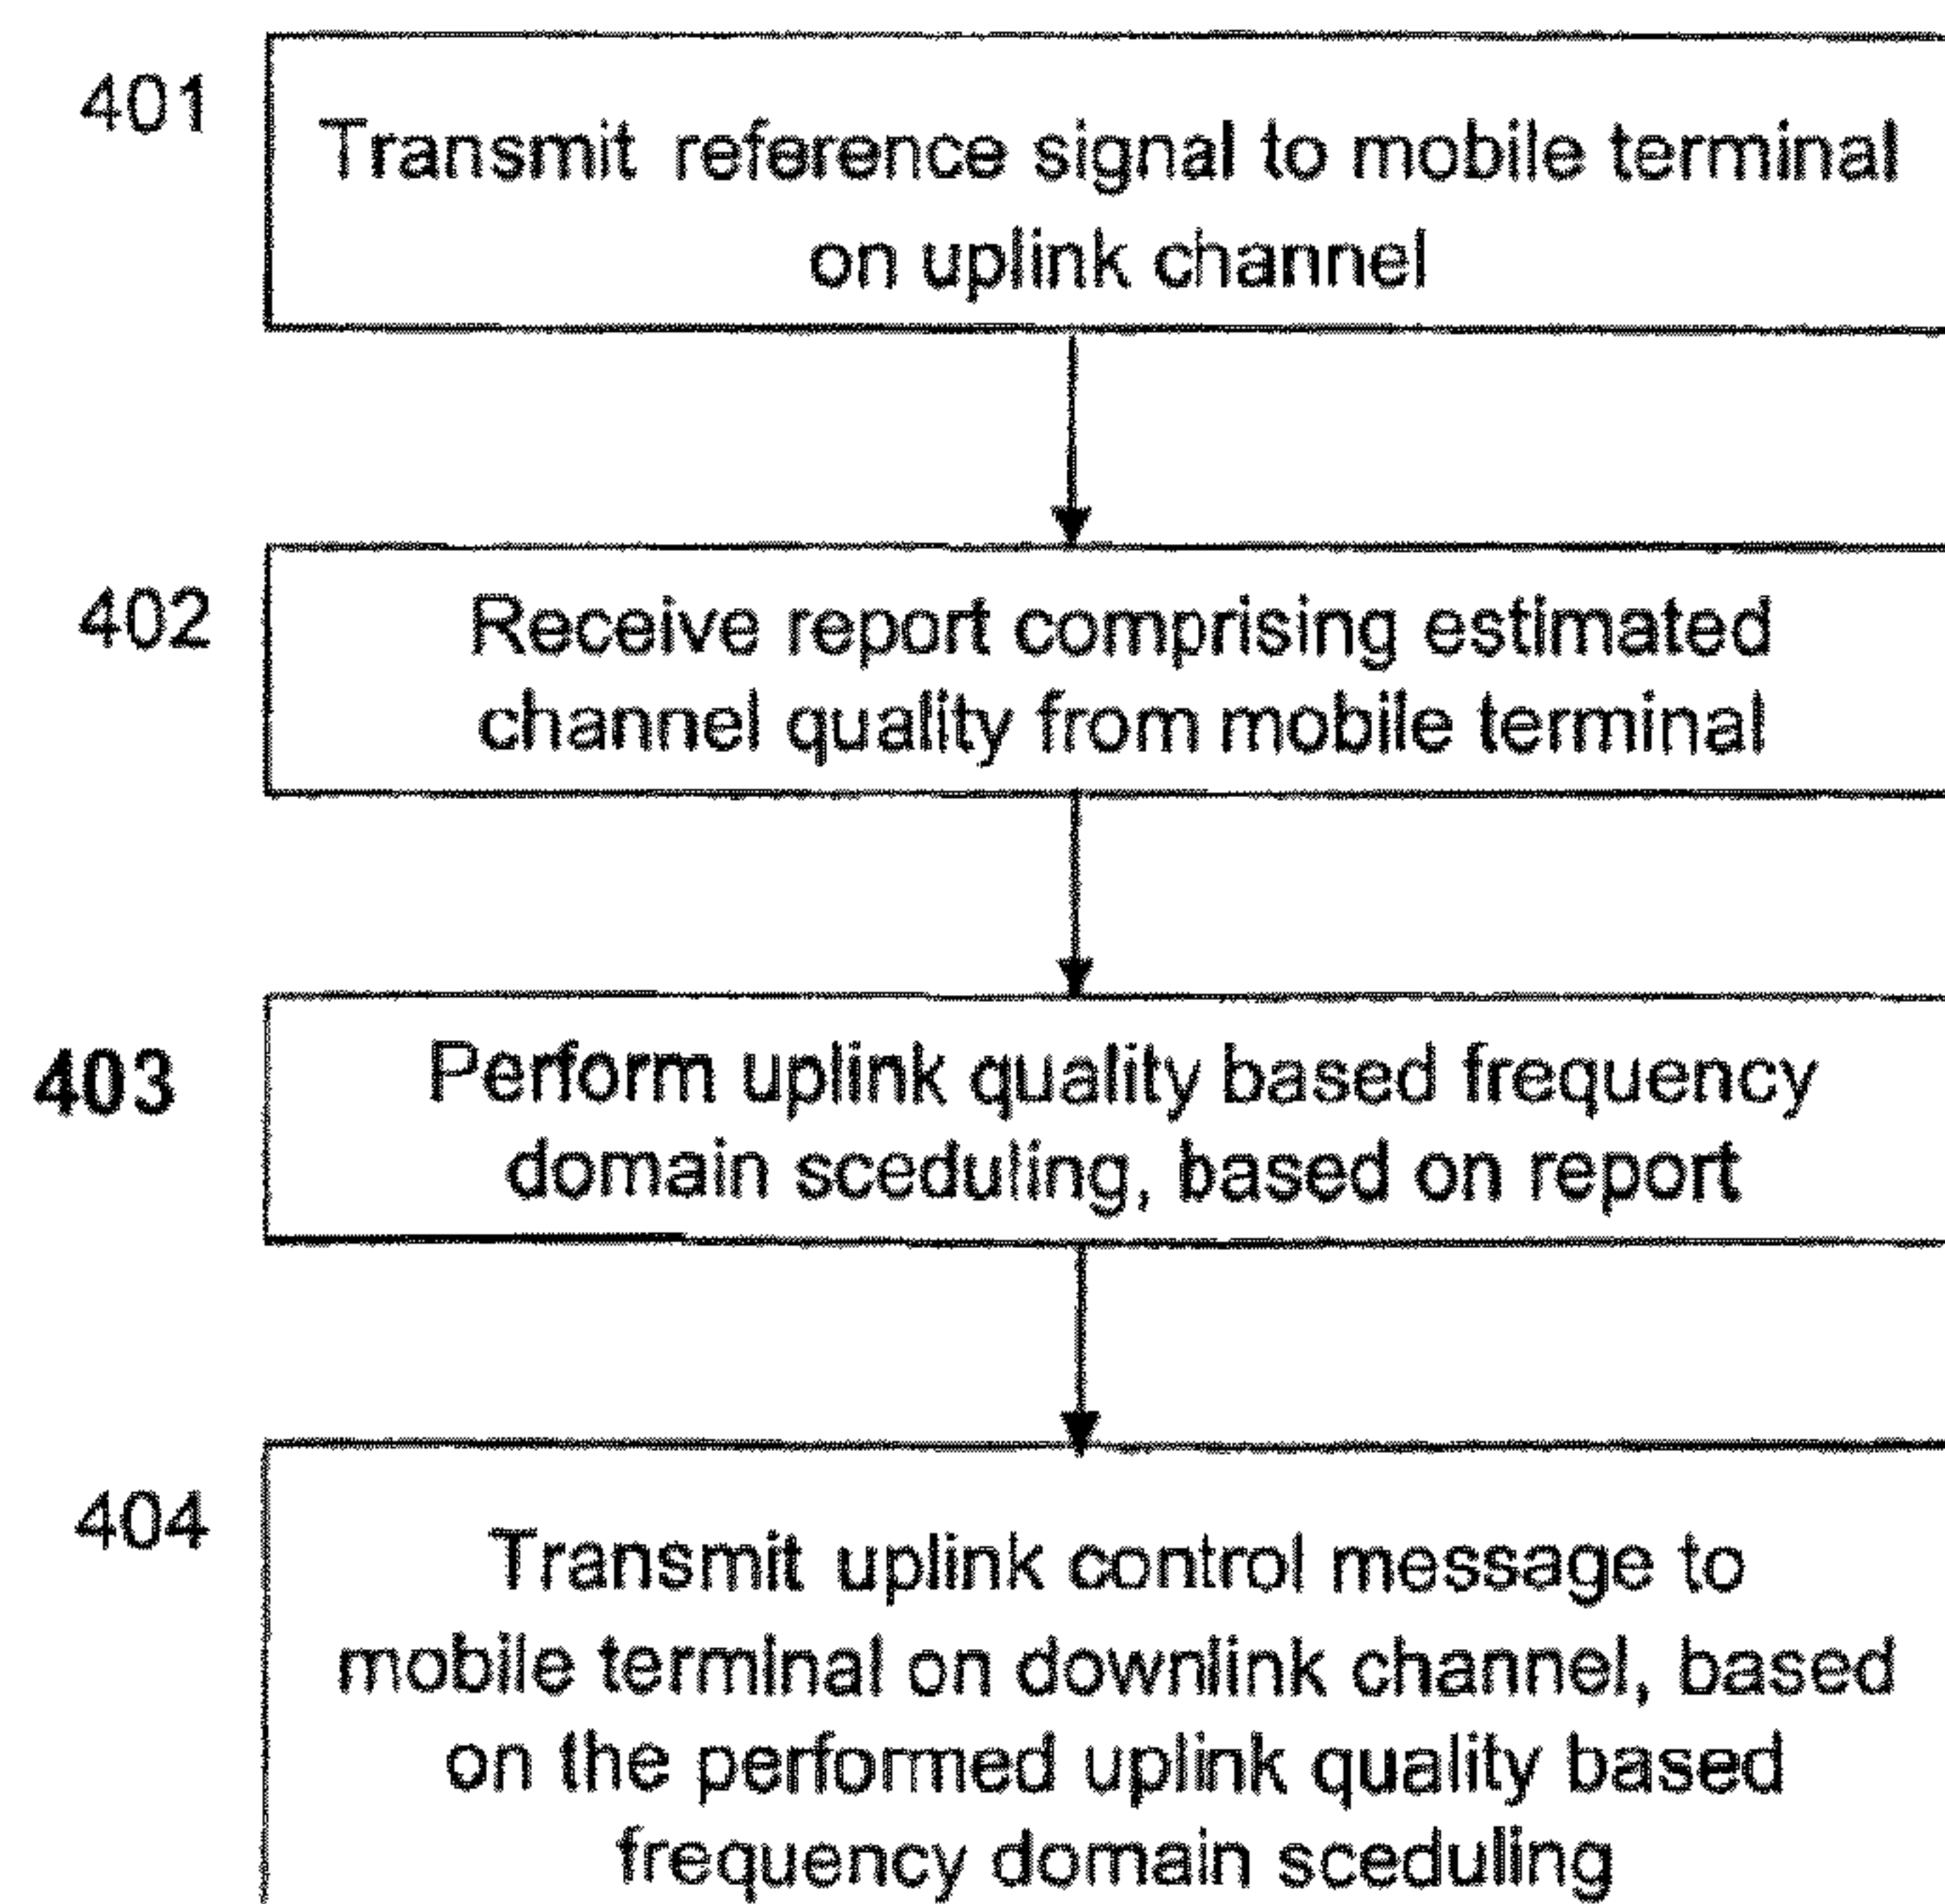 401
Transmit reference signal to mobile terminal
on uplink channel
402
Receive report comprising estimated
channel quality from mobile terminal
403
Perform uplink quality based frequency
domain sceduling, based on report
404
Transmit uplink control message to
mobile terminal on downlink channel, based
on the performed uplink quality based
frequency domain sceduling